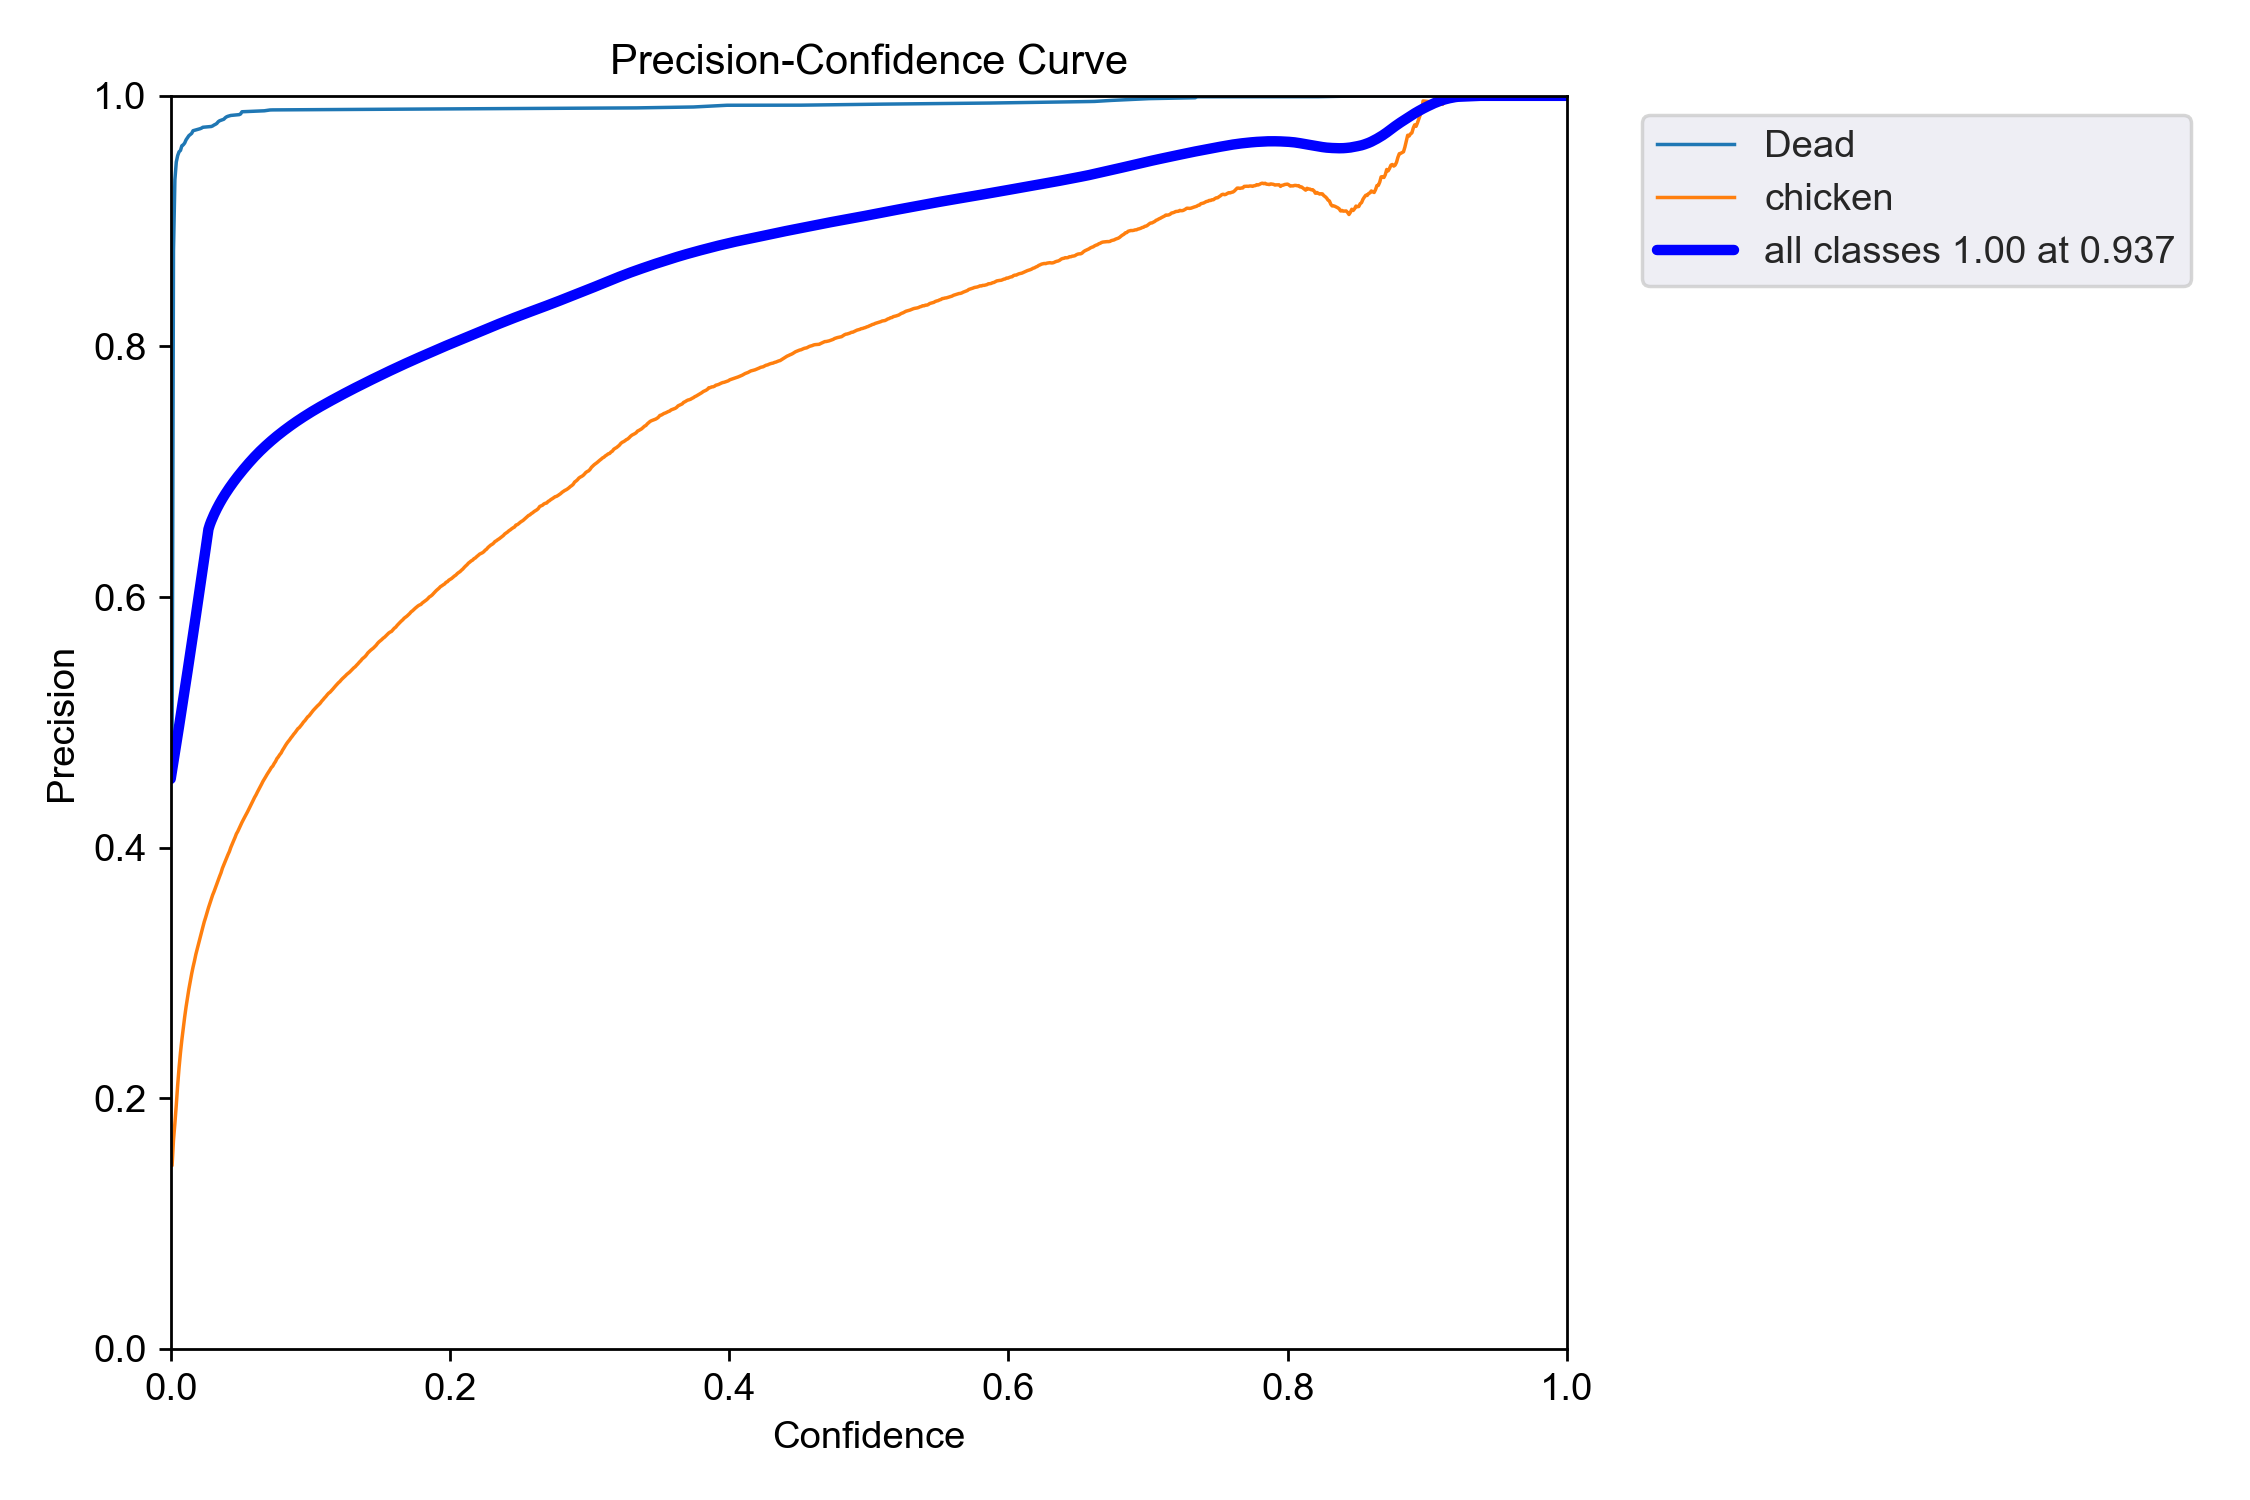 Precision-Confidence Curve
1.0
0.8
0.6
0.4
0.2
0.0
Precision
0.0 0.2 0.4 0.6 0.8 1.0
Confidence
Dead
chicken
all classes 1.00 at 0.937